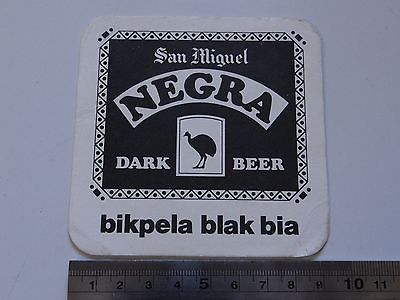 San Miguel
NEGRA
DARK BEER
bikpela blak bia
1 2 3 4 5 6 7 8 9 10 11